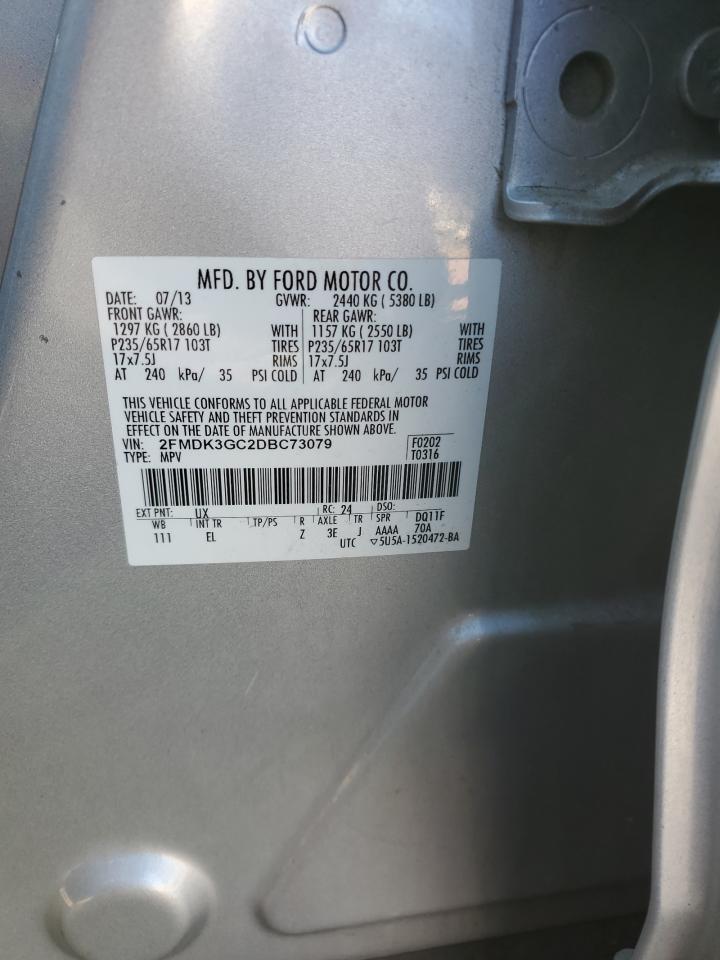 MFD. BY FORD MOTOR CO.
DATE: 07/13 GVWR: 2440 KG ( 5380 LB)
FRONT GAWR: REAR GAWR:
1297 KG ( 2860 LB) WITH 1157 KG ( 2550 LB) WITH
P235/65R17 103T TIRES P235/65R17 103T TIRES
17x7.5J RIMS 17x7.5J RIMS
AT 240 kPa/ 35 PSI COLD AT 240 kPa/ 35 PSI COLD
THIS VEHICLE CONFORMS TO ALL APPLICABLE FEDERAL MOTOR
VEHICLE SAFETY AND THEFT PREVENTION STANDARDS IN
EFFECT ON THE DATE OF MANUFACTURE SHOWN ABOVE.
VIN: 2FMDK3GC2DBC73079 F0202
TYPE: MPV T0316
EXT PNT: UX RC: 24 DSO:
WB INT TR TP/PS R AXLE TR SPR DQ11F
111 EL Z 3E J AAAA 70A
UTC ▽5U5A-1520472-BA